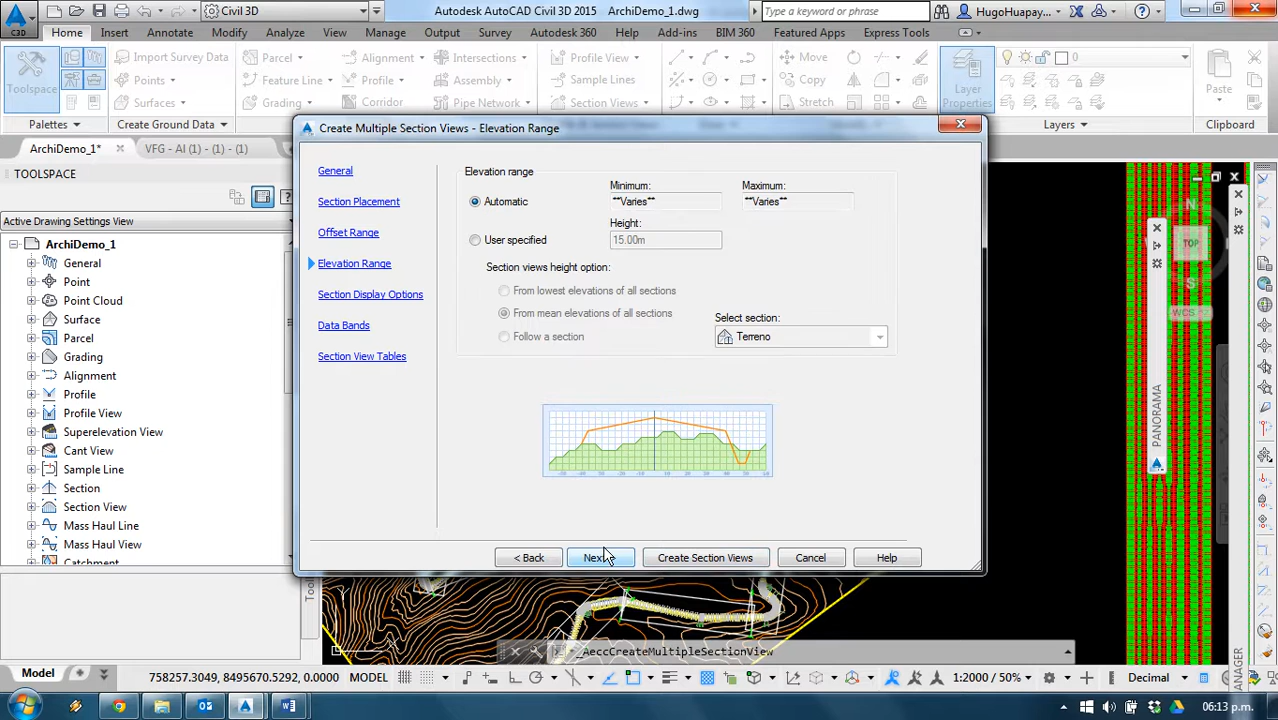 Civil 3D
Autodesk AutoCAD Civil 3D 2015 ArchiDemo_1.dwg
Type a keyword or phrase
HugoHuapay...
C3D
Home Insert Annotate Modify Analyze View Manage Output Survey Autodesk 360 Help Add-ins BIM 360 Featured Apps Express Tools
Toolspace
Import Survey Data
Points
Surfaces
Parcel
Feature Line
Grading
Alignment
Profile
Corridor
Intersections
Assembly
Pipe Network
Profile View
Sample Lines
Section Views
Move
Copy
Stretch
Layer
Properties
0
Paste
Palettes
Create Ground Data
Layers
Clipboard
ArchiDemo_1*
VFG - AI (1) - (1) - (1)
TOOLSPACE
Active Drawing Settings View
ArchiDemo_1
General
Point
Point Cloud
Surface
Parcel
Grading
Alignment
Profile
Profile View
Superelevation View
Cant View
Sample Line
Section
Section View
Mass Haul Line
Mass Haul View
Catchment
Create Multiple Section Views - Elevation Range
General
Section Placement
Offset Range
Elevation Range
Section Display Options
Data Bands
Section View Tables
Elevation range
Automatic
User specified
Minimum:
**Varies**
Maximum:
**Varies**
Height:
15.00m
Section views height option:
From lowest elevations of all sections
From mean elevations of all sections
Follow a section
Select section:
Terreno
< Back
Next >
Create Section Views
Cancel
Help
N
TOP
S
WCS
PANORAMA
_AeccCreateMultipleSectionView
Model
758257.3049, 8495670.5292, 0.0000 MODEL
1:2000 / 50%
Decimal
06:13 p.m.